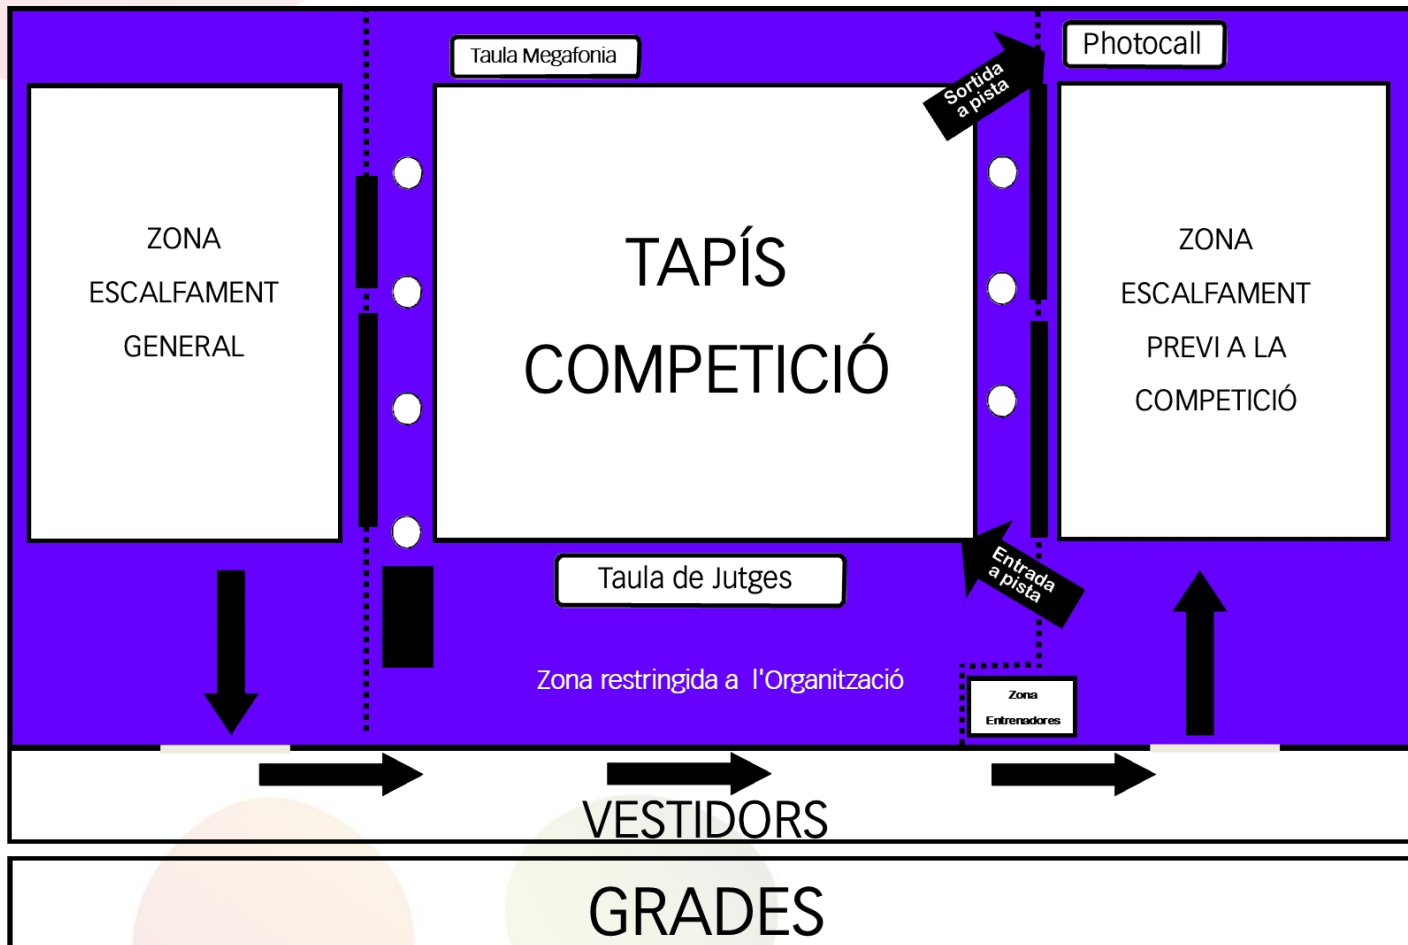 Taula Megafonia
Photocall
Sortida
a pista
ZONA
ESCALFAMENT
GENERAL
TAPÍS
COMPETICIÓ
ZONA
ESCALFAMENT
PREVI A LA
COMPETICIÓ
Entrada
a pista
Taula de Jutges
Zona restringida a l'Organització
Zona
Entrenadores
VESTIDORS
GRADES